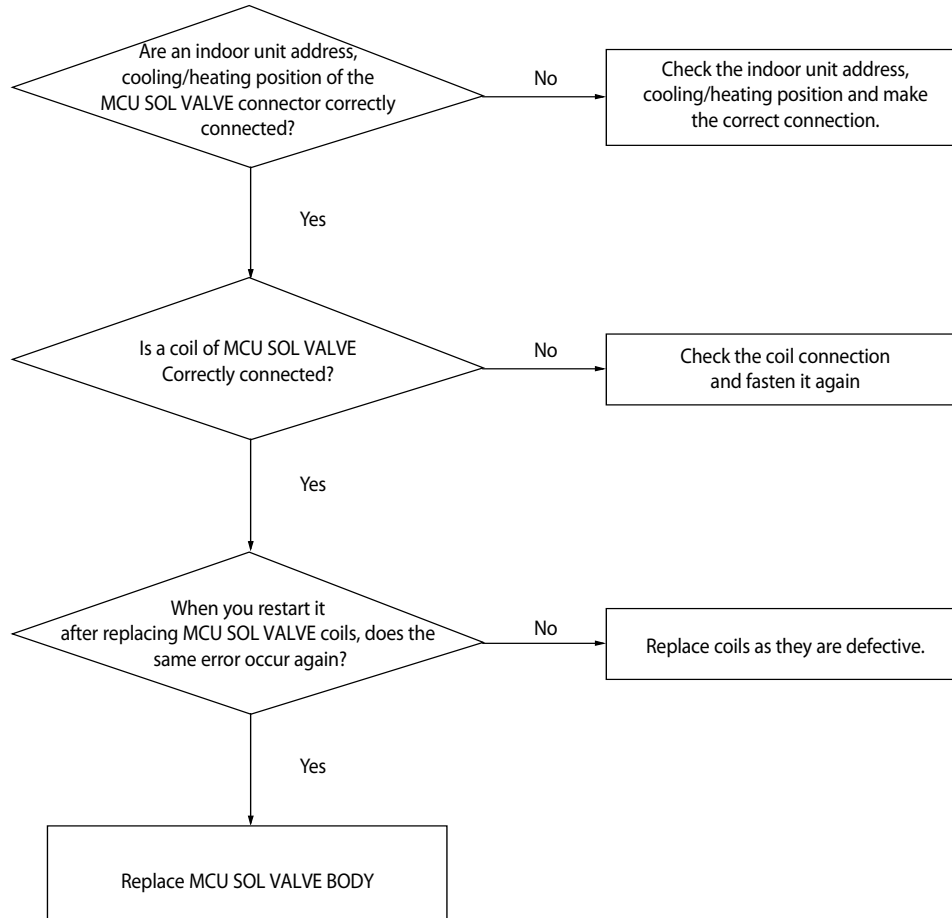 Are an indoor unit address,
cooling/heating position of the
MCU SOL VALVE connector correctly
connected?
No
Check the indoor unit address,
cooling/heating position and make
the correct connection.
Yes
Is a coil of MCU SOL VALVE
Correctly connected?
No
Check the coil connection
and fasten it again
Yes
When you restart it
after replacing MCU SOL VALVE coils, does the
same error occur again?
No
Replace coils as they are defective.
Yes
Replace MCU SOL VALVE BODY